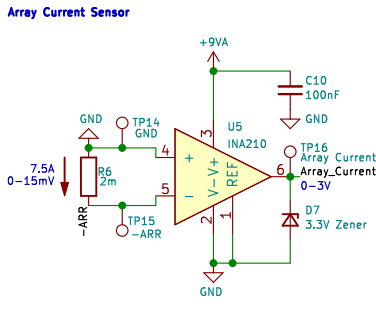 Array Current Sensor
+9VA
C10
100nF
GND
TP14
GND
GND
U5
INA210
3
TP16
Array Current
Array_Current
0-3V
7.5A
0-15mV
R6
2m
4
+
5
-
V-
V+
REF
6
2
1
-ARR
TP15
-ARR
D7
3.3V Zener
GND